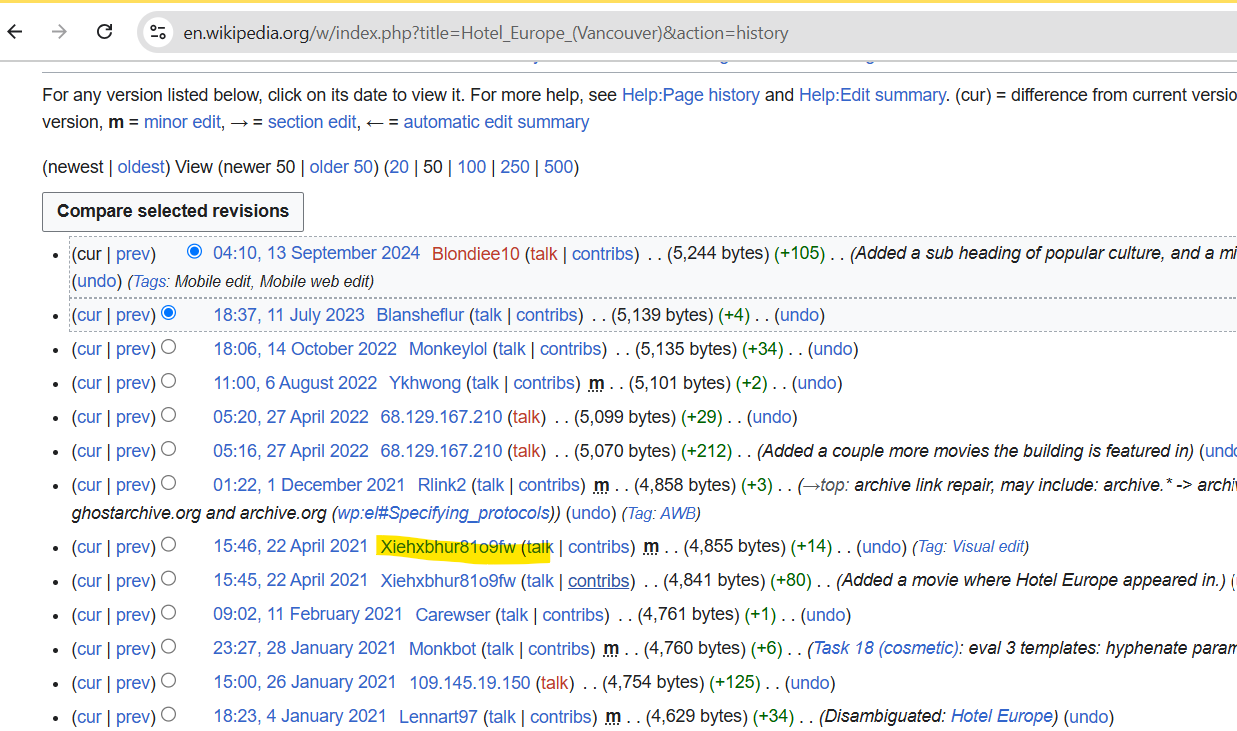 en.wikipedia.org/w/index.php?title=Hotel_Europe_(Vancouver)&action=history
For any version listed below, click on its date to view it. For more help, see Help:Page history and Help:Edit summary. (cur) = difference from current versio
version, m = minor edit, → = section edit, ← = automatic edit summary
(newest | oldest) View (newer 50 | older 50) (20 | 50 | 100 | 250 | 500)
Compare selected revisions
(cur | prev) 04:10, 13 September 2024 Blondiee10 (talk | contribs) . . (5,244 bytes) (+105) . . (Added a sub heading of popular culture, and a mi
(undo) (Tags: Mobile edit, Mobile web edit)
(cur | prev) 18:37, 11 July 2023 Blansheflur (talk | contribs) . . (5,139 bytes) (+4) . . (undo)
(cur | prev) 18:06, 14 October 2022 Monkeylol (talk | contribs) . . (5,135 bytes) (+34) . . (undo)
(cur | prev) 11:00, 6 August 2022 Ykhwong (talk | contribs) m . . (5,101 bytes) (+2) . . (undo)
(cur | prev) 05:20, 27 April 2022 68.129.167.210 (talk) . . (5,099 bytes) (+29) . . (undo)
(cur | prev) 05:16, 27 April 2022 68.129.167.210 (talk) . . (5,070 bytes) (+212) . . (Added a couple more movies the building is featured in) (undo
(cur | prev) 01:22, 1 December 2021 Rlink2 (talk | contribs) m . . (4,858 bytes) (+3) . . (→top: archive link repair, may include: archive.* -> archi
ghostarchive.org and archive.org (wp:el#Specifying_protocols)) (undo) (Tag: AWB)
(cur | prev) 15:46, 22 April 2021 Xiehxbhur81o9fw (talk | contribs) m . . (4,855 bytes) (+14) . . (undo) (Tag: Visual edit)
(cur | prev) 15:45, 22 April 2021 Xiehxbhur81o9fw (talk | contribs) . . (4,841 bytes) (+80) . . (Added a movie where Hotel Europe appeared in.) (
(cur | prev) 09:02, 11 February 2021 Carewser (talk | contribs) . . (4,761 bytes) (+1) . . (undo)
(cur | prev) 23:27, 28 January 2021 Monkbot (talk | contribs) m . . (4,760 bytes) (+6) . . (Task 18 (cosmetic): eval 3 templates: hyphenate param
(cur | prev) 15:00, 26 January 2021 109.145.19.150 (talk) . . (4,754 bytes) (+125) . . (undo)
(cur | prev) 18:23, 4 January 2021 Lennart97 (talk | contribs) m . . (4,629 bytes) (+34) . . (Disambiguated: Hotel Europe) (undo)